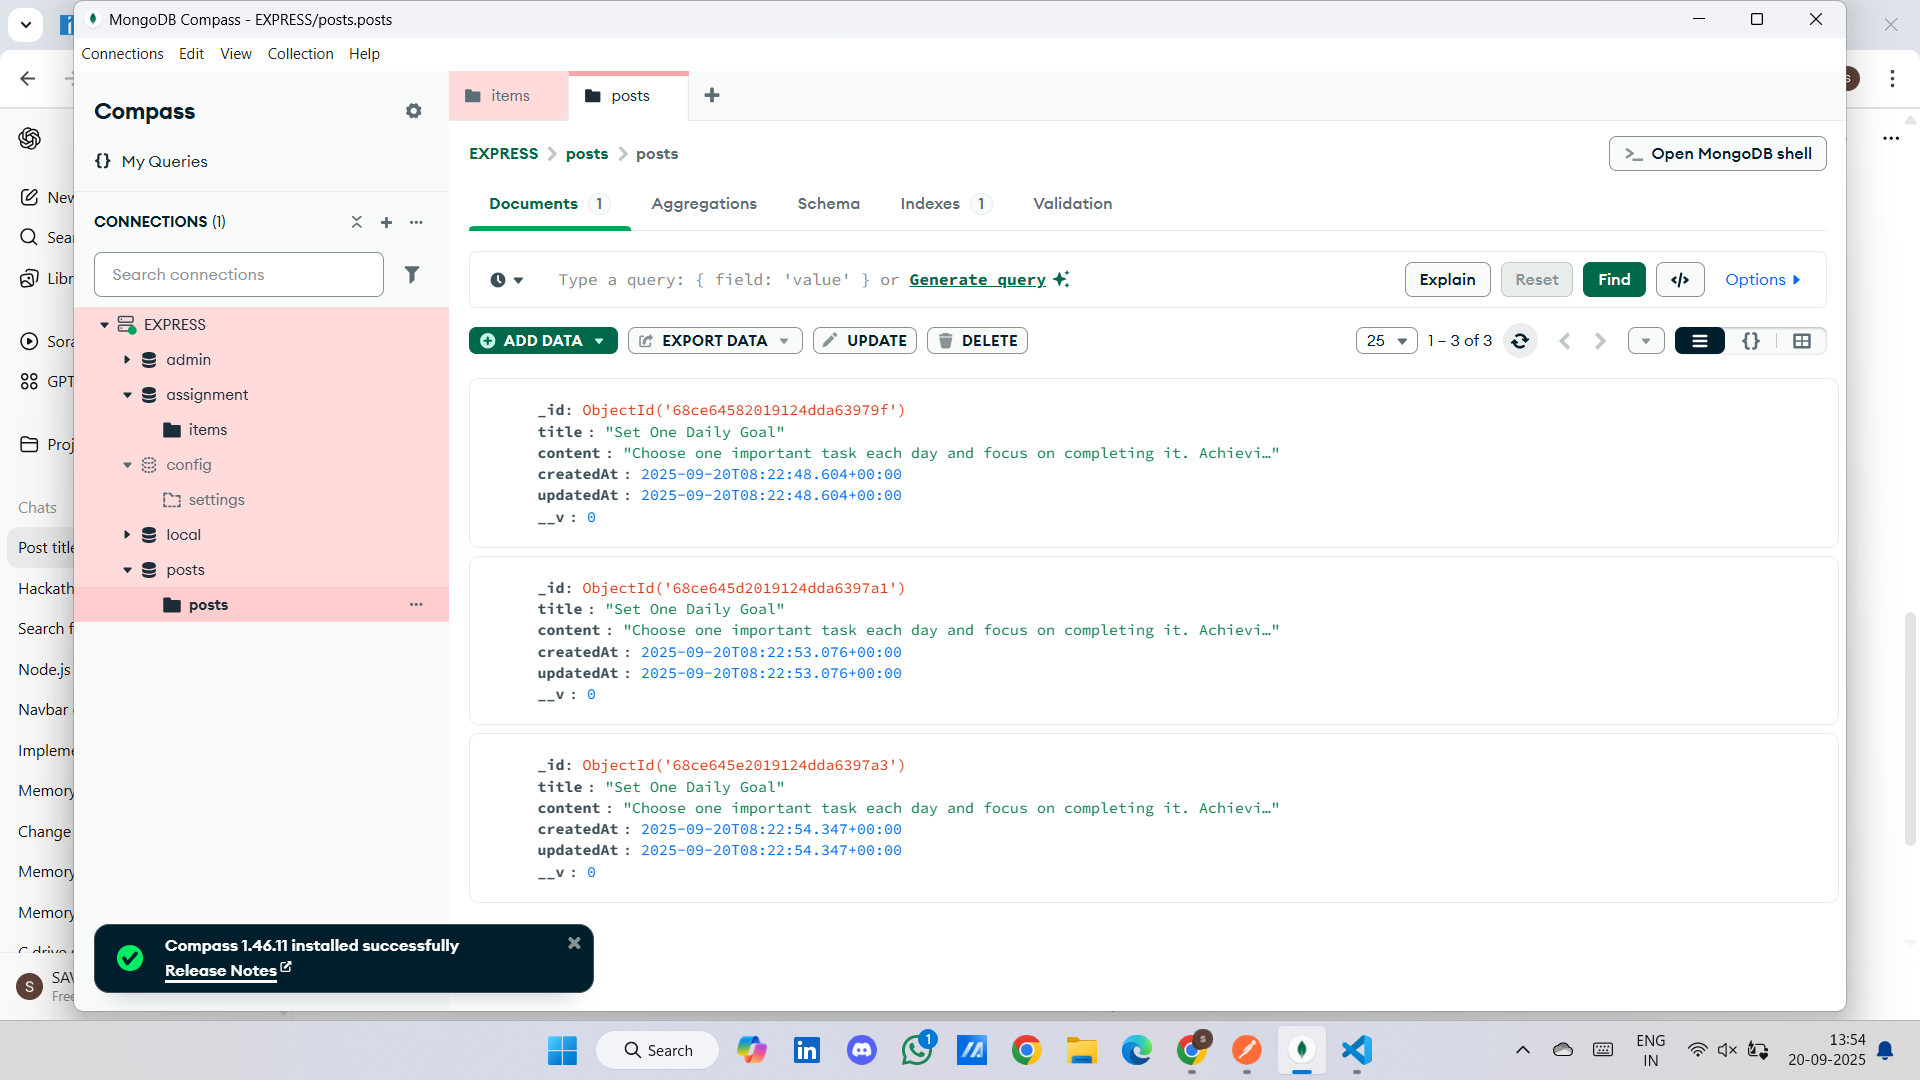 MongoDB Compass - EXPRESS/posts.posts
Connections Edit View Collection Help
Compass
My Queries
CONNECTIONS (1)
Search connections
EXPRESS
admin
assignment
items
config
settings
local
posts
posts
items
posts
EXPRESS > posts > posts
>_ Open MongoDB shell
Documents 1 Aggregations Schema Indexes 1 Validation
Type a query: { field: 'value' } or Generate query
Explain Reset Find </> Options
ADD DATA EXPORT DATA UPDATE DELETE
25 1 – 3 of 3 {}
_id: ObjectId('68ce64582019124dda63979f')
title : "Set One Daily Goal"
content : "Choose one important task each day and focus on completing it. Achievi…"
createdAt : 2025-09-20T08:22:48.604+00:00
updatedAt : 2025-09-20T08:22:48.604+00:00
__v : 0
_id: ObjectId('68ce645d2019124dda6397a1')
title : "Set One Daily Goal"
content : "Choose one important task each day and focus on completing it. Achievi…"
createdAt : 2025-09-20T08:22:53.076+00:00
updatedAt : 2025-09-20T08:22:53.076+00:00
__v : 0
_id: ObjectId('68ce645e2019124dda6397a3')
title : "Set One Daily Goal"
content : "Choose one important task each day and focus on completing it. Achievi…"
createdAt : 2025-09-20T08:22:54.347+00:00
updatedAt : 2025-09-20T08:22:54.347+00:00
__v : 0
Compass 1.46.11 installed successfully
Release Notes
New
Sear
Libr
Sora
GPT
Proj
Chats
Post title
Hackath
Search f
Node.js
Navbar
Impleme
Memory
Change
Memory
Memory
C drive
S
SAV
Free
Search
1
S
ENG
IN
13:54
20-09-2025